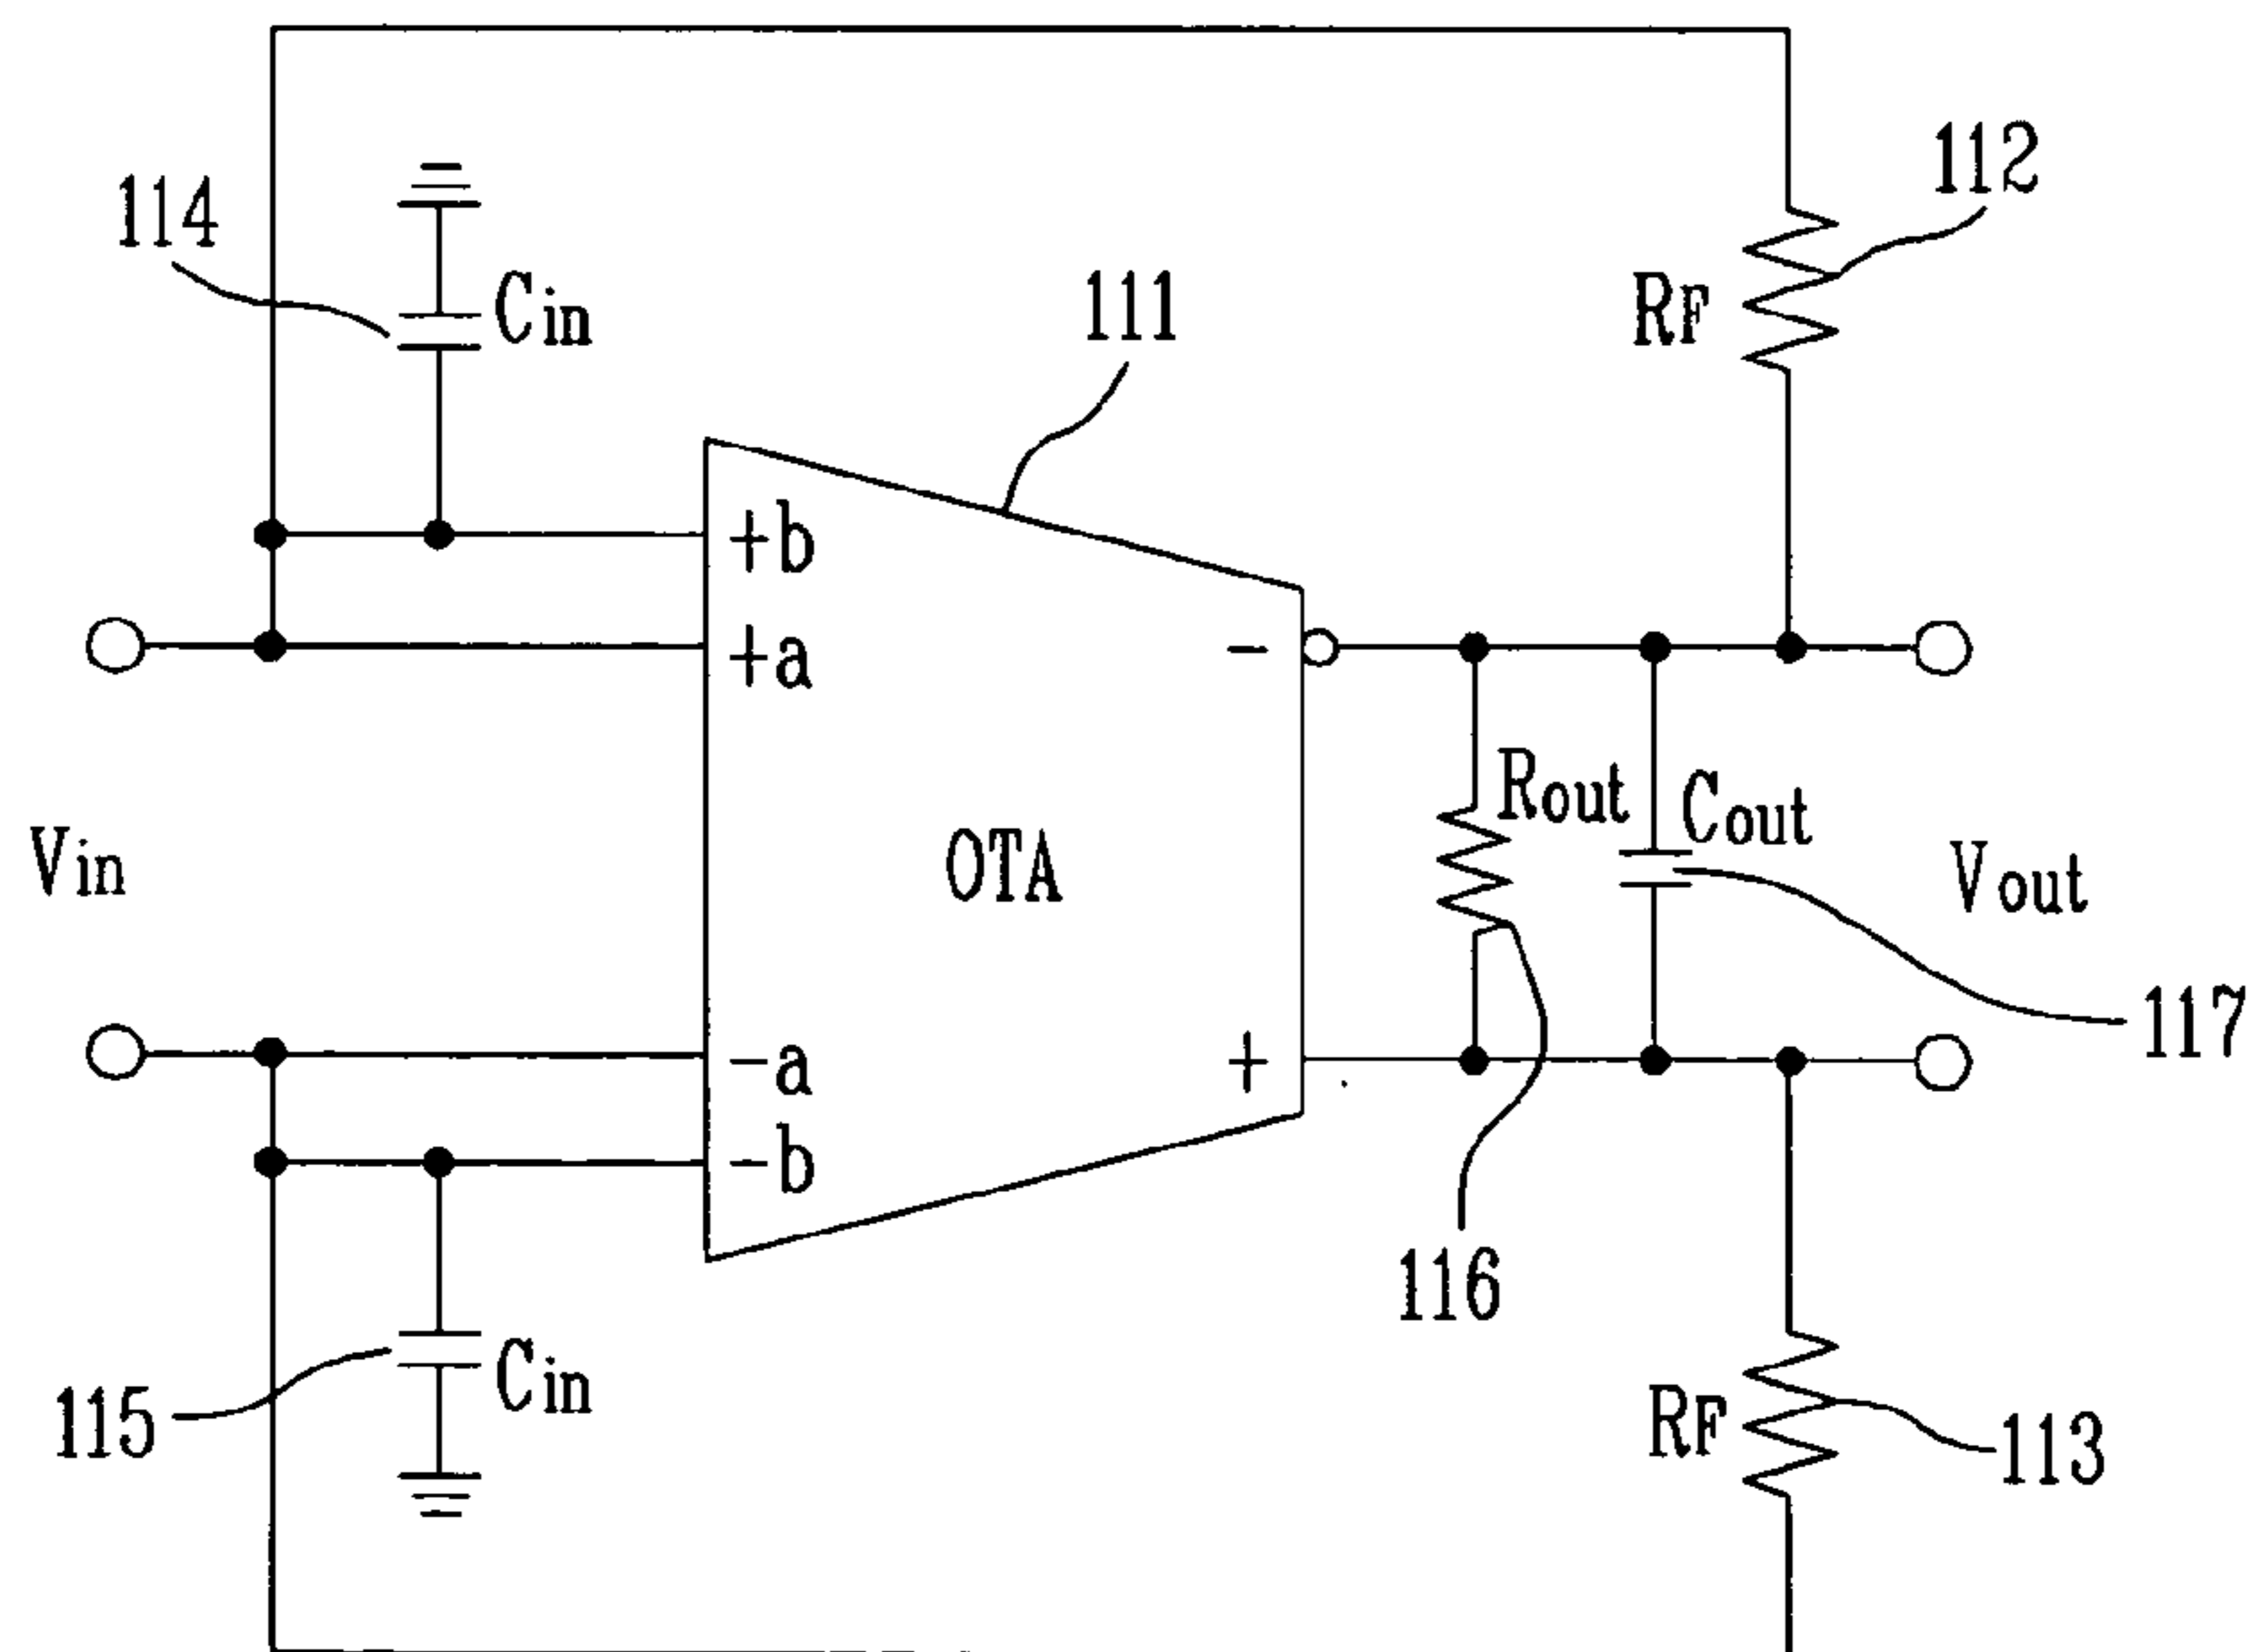 112
114
Cin
111
RF
+b
+a
-
Rout
Cout
Vin
OTA
Vout
117
-a
+
-b
116
Cin
115
RF
113